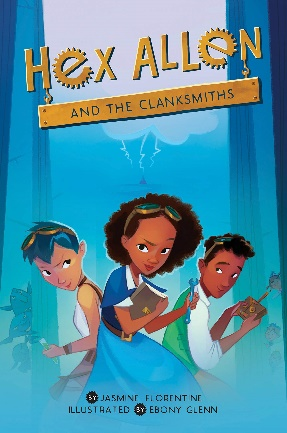 HEX ALLEN
AND THE CLANKSMITHS
BY JASMINE FLORENTINE
ILLUSTRATED BY EBONY GLENN